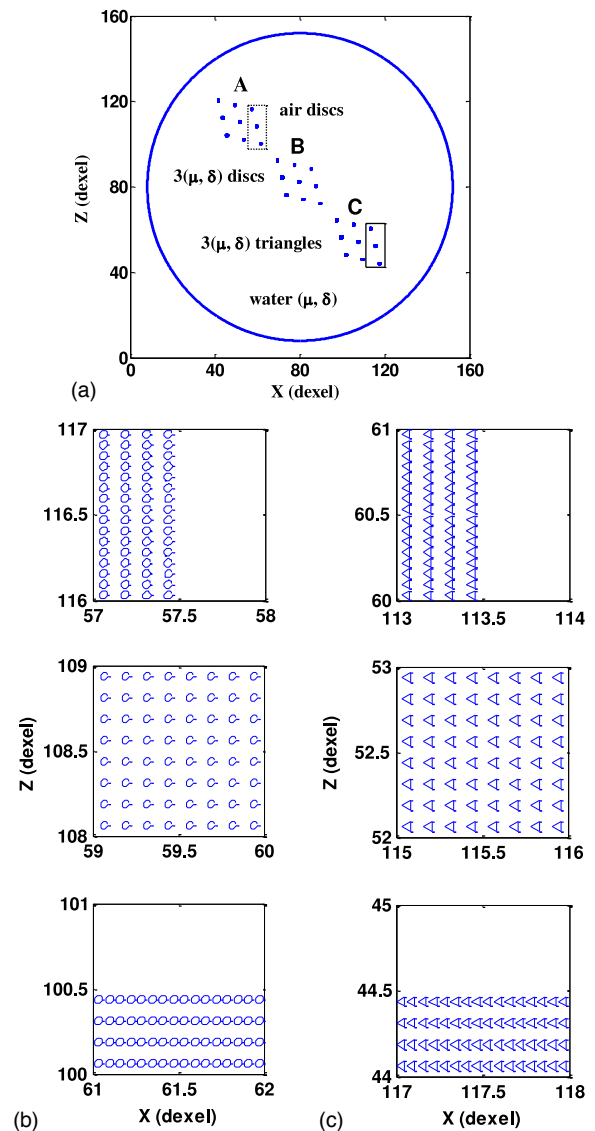 160
120
80
40
0
Z (dexel)
A
air discs
B
3(μ, δ) discs
C
3(μ, δ) triangles
water (μ, δ)
0 40 80 120 160
X (dexel)
(a)
117
116.5
116
57 57.5 58
61
60.5
60
113 113.5 114
109
108.5
108
Z (dexel)
59 59.5 60
53
52.5
52
Z (dexel)
115 115.5 116
101
100.5
100
61 61.5 62
X (dexel)
(b)
45
44.5
44
117 117.5 118
X (dexel)
(c)